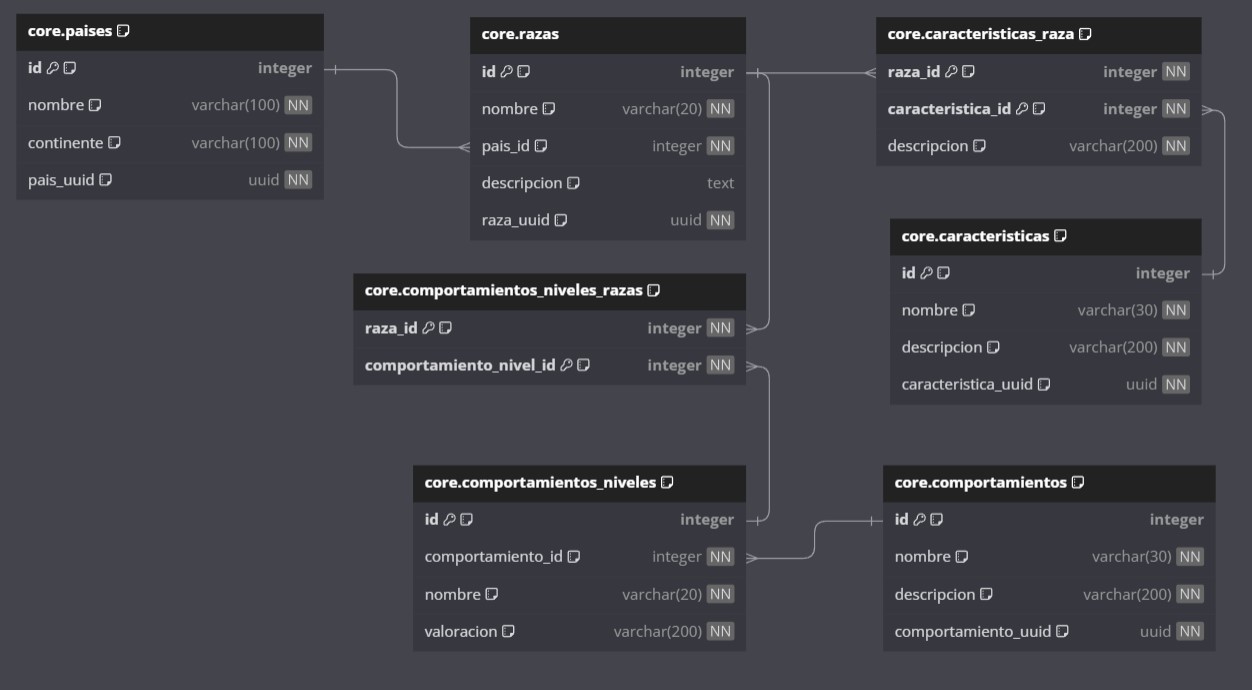 core.paises
id integer
nombre varchar(100) NN
continente varchar(100) NN
pais_uuid uuid NN
core.razas
id integer
nombre varchar(20) NN
pais_id integer NN
descripcion text
raza_uuid uuid NN
core.caracteristicas_raza
raza_id integer NN
caracteristica_id integer NN
descripcion varchar(200) NN
core.caracteristicas
id integer
nombre varchar(30) NN
descripcion varchar(200) NN
caracteristica_uuid uuid NN
core.comportamientos_niveles_razas
raza_id integer NN
comportamiento_nivel_id integer NN
core.comportamientos_niveles
id integer
comportamiento_id integer NN
nombre varchar(20) NN
valoracion varchar(200) NN
core.comportamientos
id integer
nombre varchar(30) NN
descripcion varchar(200) NN
comportamiento_uuid uuid NN